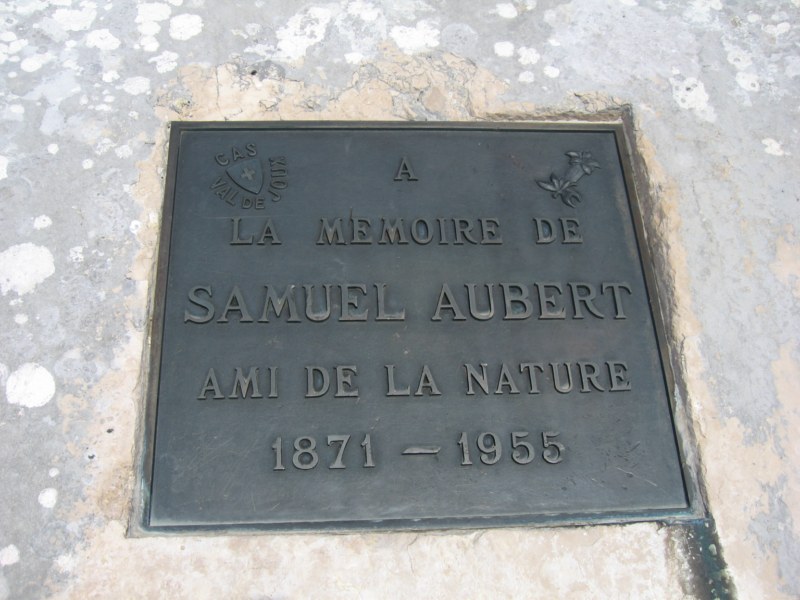 CAS
VAL DE JOUX
A
LA MEMOIRE DE
SAMUEL AUBERT
AMI DE LA NATURE
1871 – 1955